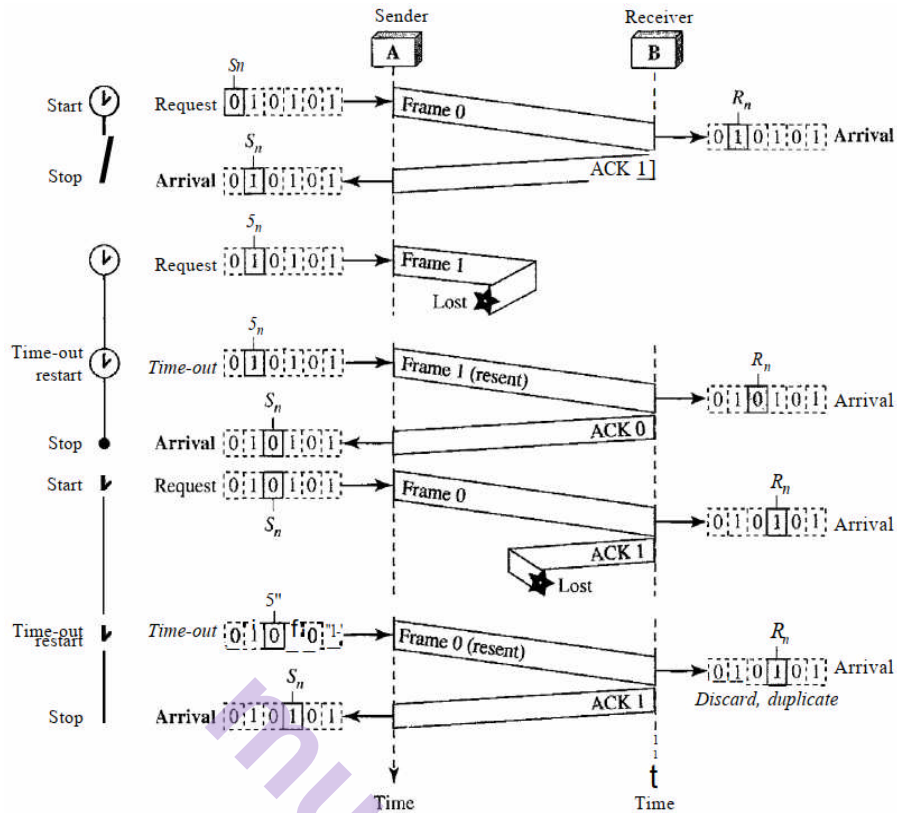 Sender Receiver
A B
Sn
Start Request 0 1 0 1 0 1 Frame 0 Rn
0 1 0 1 0 1 Arrival
Sn
Stop Arrival 0 1 0 1 0 1 ACK 1]
5n
Request 0 1 0 1 0 1 Frame 1
Lost
5n
Time-out
restart Time-out 0 1 0 1 0 1 Frame 1 (resent) Rn
0 1 0 1 0 1 Arrival
Sn
Stop Arrival 0 1 0 1 0 1 ACK 0
Start Request 0 1 0 1 0 1 Frame 0 Rn
Sn 0 1 0 1 0 1 Arrival
ACK 1
Lost
5"
Time-out
restart Time-out Frame 0 (resent) Rn
0 1 0 1 0 1 Arrival
Sn Discard, duplicate
Stop Arrival 0 1 0 1 0 1 ACK 1
t
Time Time